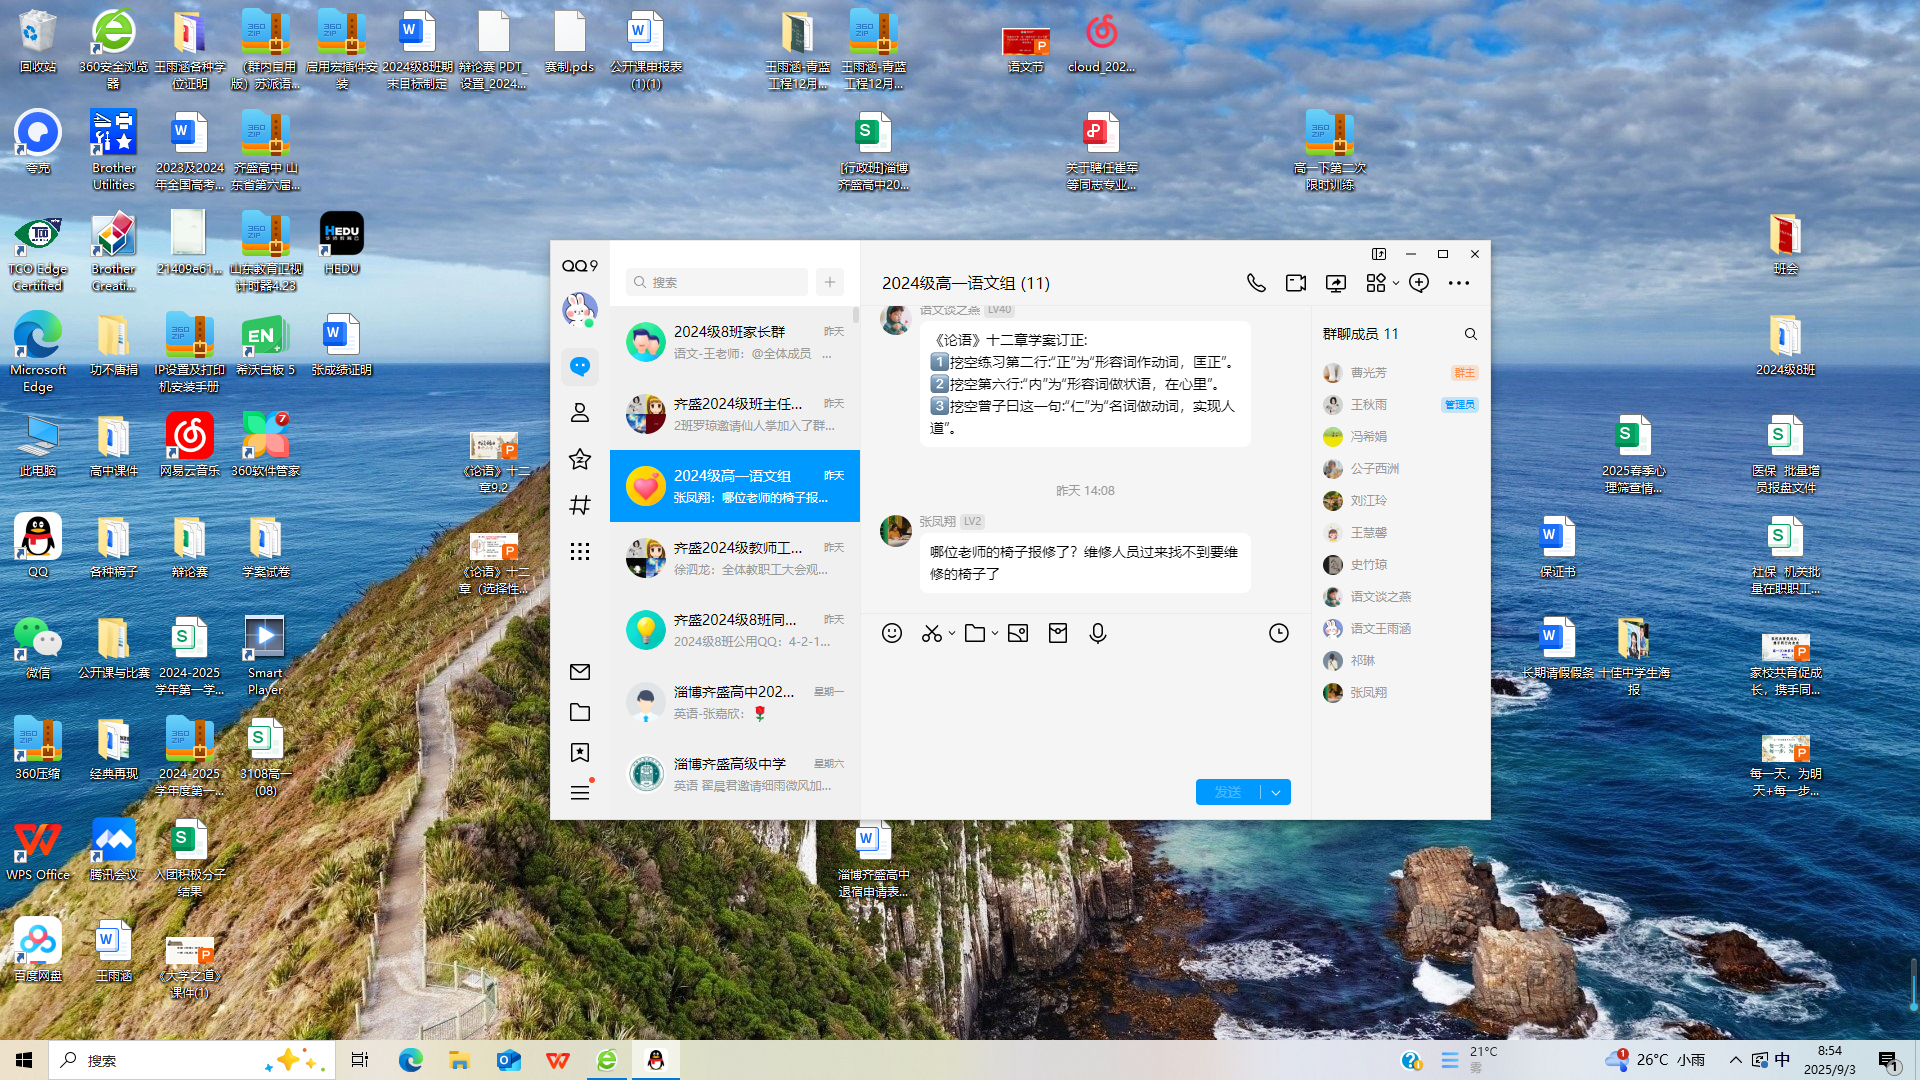 回收站
360安全浏览
器
王雨涵各种学
位证明
(群内自用
版）苏派语...
启用宏插件安
装
2024级8班期
末目标制定
辩论赛 PDT_
设置_2024...
赛制.pds
公开课申报表
(1)(1)
王雨涵-青蓝
工程12月...
王雨涵-青蓝
工程12月...
语文节
cloud_202...
夸克
Brother
Utilities
2023及2024
年全国高考...
齐盛高中 山
东省第六届...
[行政班]淄博
齐盛高中20...
关于聘任崔军
等同志专业...
高一下第二次
限时训练
TCO Edge
Certified
Brother
Creati...
21409e61...
山东教育卫视
计时器4.23
HEDU
班会
Microsoft
Edge
功不唐捐
IP设置及打印
机安装手册
希沃白板 5
张成绩证明
2024级8班
此电脑
高中课件
网易云音乐
360软件管家
《论语》十二
章9.2
2025春季心
理筛查情...
医保_批量增
员报盘文件
QQ
各种稿子
辩论赛
学案试卷
《论语》十二
章（选择性...
保证书
社保_机关批
量在职职工...
微信
公开课与比赛
2024-2025
学年第一学...
Smart
Player
长期请假假条
十佳中学生海
报
家校共育促成
长，携手同...
360压缩
经典再现
2024-2025
学年度第一...
3108高一
(08)
每一天，为明
天+每一步...
WPS Office
腾讯会议
入团积极分子
结果
淄博齐盛高中
退宿申请表...
百度网盘
王雨涵
《大学之道》
课件(1)
QQ9
搜索
2024级8班家长群
昨天
语文-王老师：@全体成员 ...
齐盛2024级班主任...
昨天
2班罗琼邀请仙人掌加入了群...
2024级高一语文组
昨天
张凤翔：哪位老师的椅子报...
齐盛2024级教师工...
昨天
徐泗龙：全体教职工大会观...
齐盛2024级8班同...
昨天
2024级8班公用QQ：4-2-1...
淄博齐盛高中202...
星期一
英语-张嘉欣：🌹
淄博齐盛高级中学
星期六
英语 翟晨君邀请细雨微风加...
2024级高一语文组 (11)
语文谈之燕 LV40
《论语》十二章学案订正:
1挖空练习第二行:“正”为“形容词作动词，匡正”。
2挖空第六行:“内”为“形容词做状语，在心里”。
3挖空曾子曰这一句:“仁”为“名词做动词，实现人
道”。
昨天 14:08
张凤翔 LV2
哪位老师的椅子报修了？维修人员过来找不到要维
修的椅子了
发送
群聊成员 11
曹光芳
群主
王秋雨
管理员
冯希娟
公子西洲
刘江玲
王慧馨
史竹琼
语文谈之燕
语文王雨涵
祁琳
张凤翔
搜索
21°C
雾
26°C 小雨
中
8:54
2025/9/3